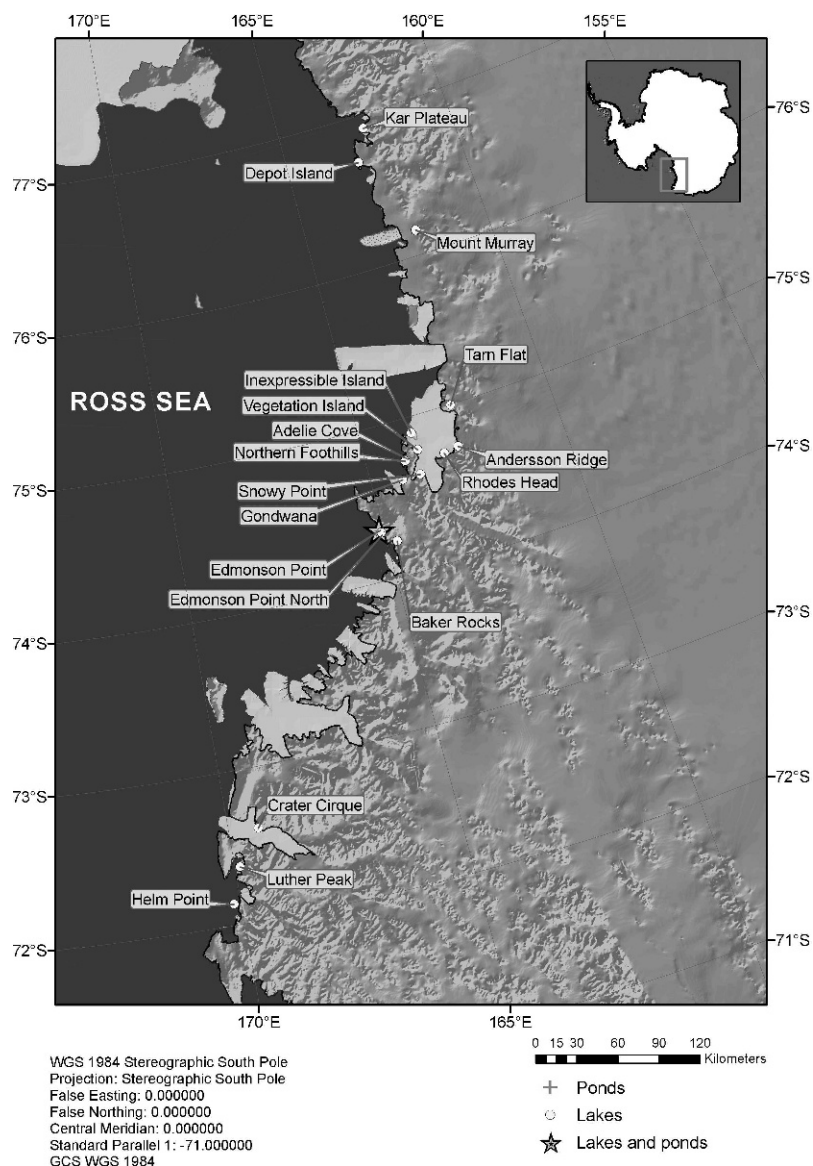 170°E
165°E
160°E
155°E
76°S
Kar Plateau
77°S
Depot Island
Mount Murray
75°S
76°S
Tarn Flat
Inexpressible Island
ROSS SEA
Vegetation Island
Adelie Cove
74°S
Northern Foothills
Andersson Ridge
Rhodes Head
75°S
Snowy Point
Gondwana
Edmonson Point
Edmonson Point North
73°S
Baker Rocks
74°S
72°S
73°S
Crater Cirque
Luther Peak
Helm Point
71°S
72°S
170°E
165°E
WGS 1984 Stereographic South Pole
Projection: Stereographic South Pole
False Easting: 0.000000
False Northing: 0.000000
Central Meridian: 0.000000
Standard Parallel 1: -71.000000
GCS WGS 1984
0 15 30 60 90 120
Kilometers
Ponds
Lakes
Lakes and ponds